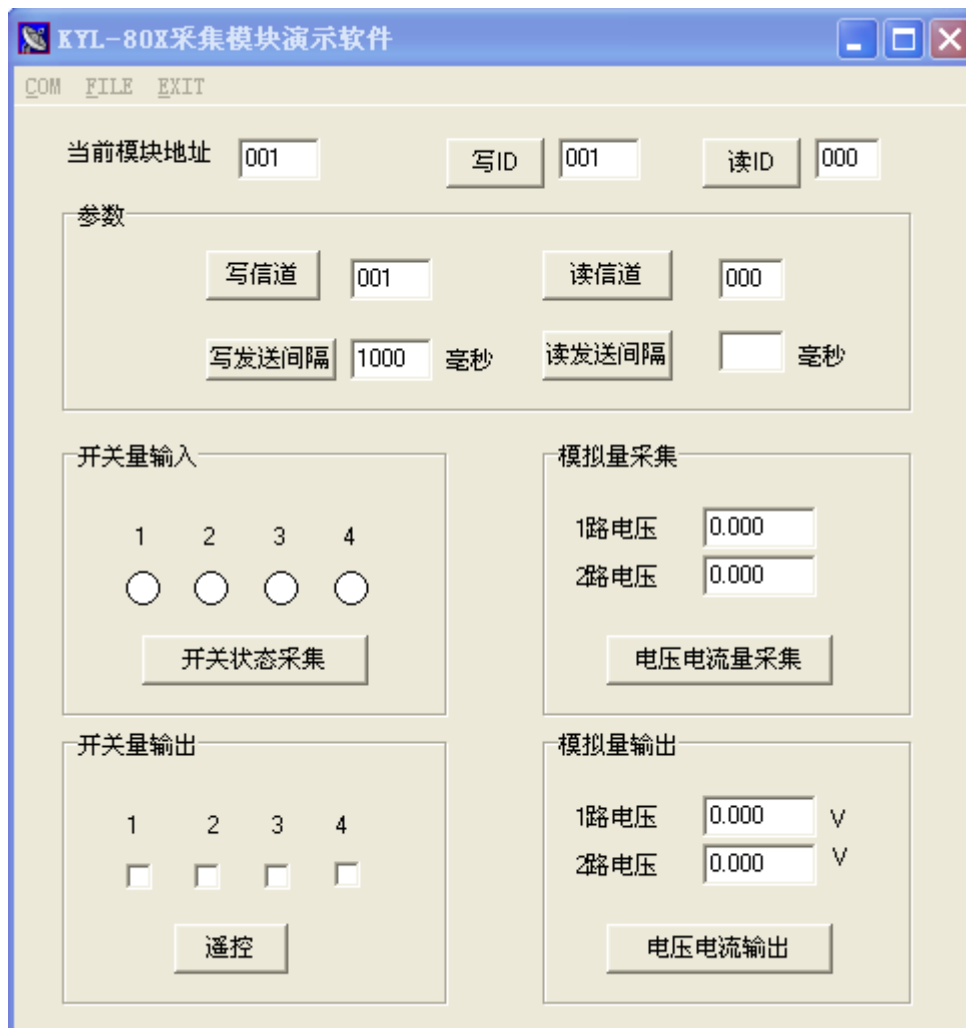 KYL-80X采集模块演示软件
COM FILE EXIT
当前模块地址 001 写ID 001 读ID 000
参数
写信道 001 读信道 000
写发送间隔 1000 毫秒 读发送间隔 毫秒
开关量输入
1 2 3 4
开关状态采集
模拟量采集
1路电压 0.000
2路电压 0.000
电压电流量采集
开关量输出
1 2 3 4
遥控
模拟量输出
1路电压 0.000 V
2路电压 0.000 V
电压电流输出